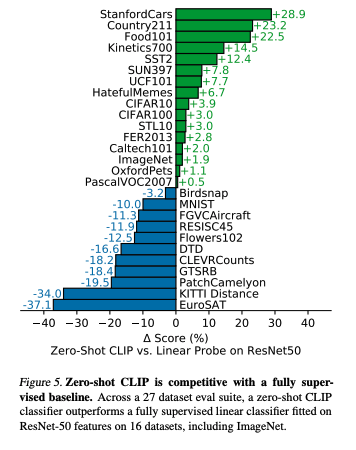 StanfordCars +28.9
Country211 +23.2
Food101 +22.5
Kinetics700 +14.5
SST2 +12.4
SUN397 +7.8
UCF101 +7.7
HatefulMemes +6.7
CIFAR10 +3.9
CIFAR100 +3.0
STL10 +3.0
FER2013 +2.8
Caltech101 +2.0
ImageNet +1.9
OxfordPets +1.1
PascalVOC2007 +0.5
-3.2 Birdsnap
-10.0 MNIST
-11.3 FGVCAircraft
-11.9 RESISC45
-12.5 Flowers102
-16.6 DTD
-18.2 CLEVRCounts
-18.4 GTSRB
-19.5 PatchCamelyon
-34.0 KITTI Distance
-37.1 EuroSAT
−40 −30 −20 −10 0 10 20 30 40
Δ Score (%)
Zero-Shot CLIP vs. Linear Probe on ResNet50
Figure 5. Zero-shot CLIP is competitive with a fully super-
vised baseline. Across a 27 dataset eval suite, a zero-shot CLIP
classifier outperforms a fully supervised linear classifier fitted on
ResNet-50 features on 16 datasets, including ImageNet.